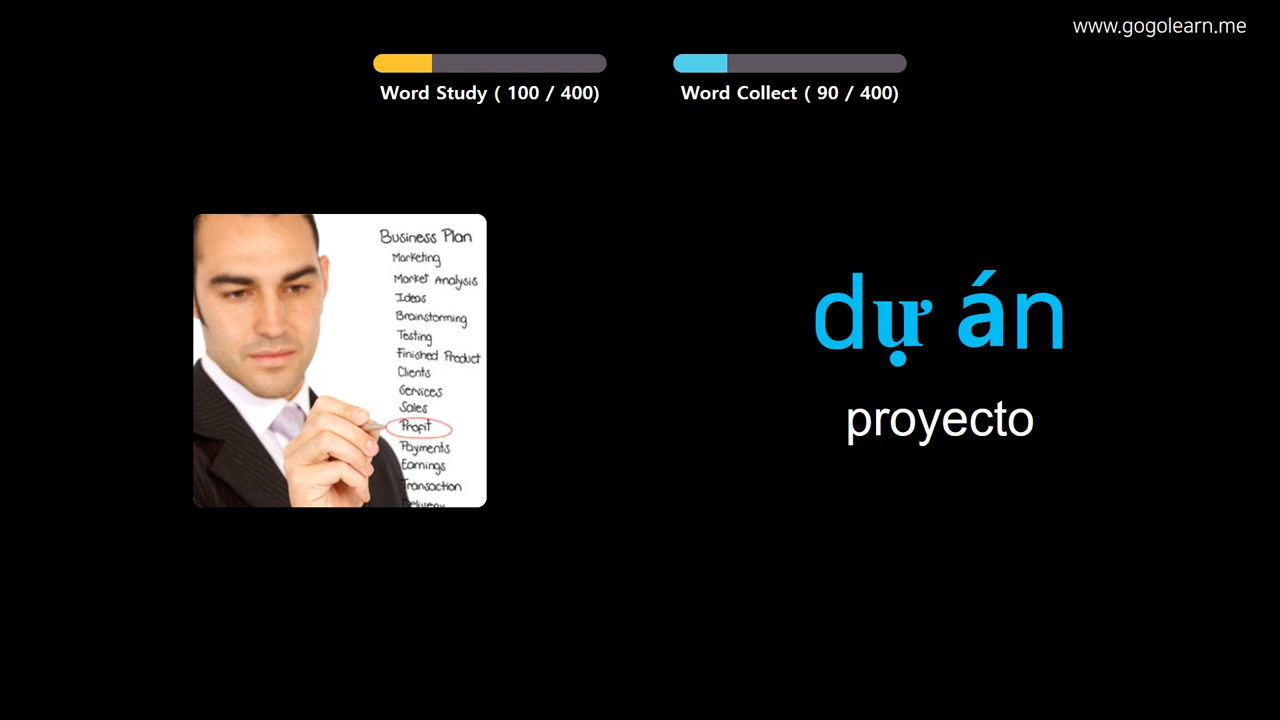 www.gogolearn.me
Word Study ( 100 / 400)
Word Collect ( 90 / 400)
Business Plan
Marketing
Market Analysis
Ideas
Brainstorming
Testing
Finished Product
Clients
Services
Sales
Profit
Payments
Earnings
Transaction
Delivery
dự án
proyecto